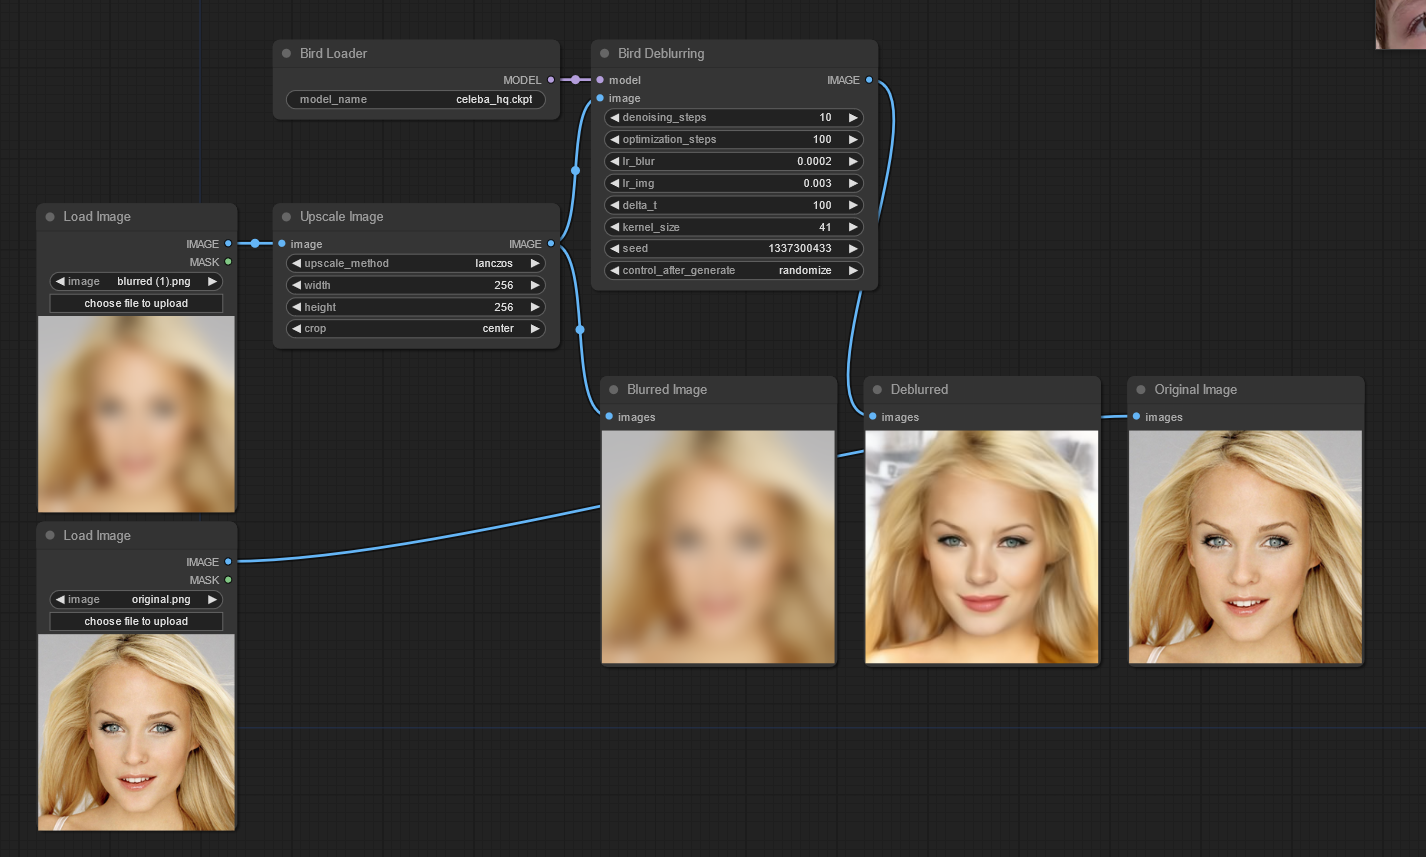 Bird Loader
MODEL
model_name celeba_hq.ckpt
Bird Deblurring
model IMAGE
image
denoising_steps 10
optimization_steps 100
lr_blur 0.0002
lr_img 0.003
delta_t 100
kernel_size 41
seed 1337300433
control_after_generate randomize
Load Image
IMAGE
MASK
image blurred (1).png
choose file to upload
Upscale Image
image IMAGE
upscale_method lanczos
width 256
height 256
crop center
Blurred Image
images
Deblurred
images
Original Image
images
Load Image
IMAGE
MASK
image original.png
choose file to upload